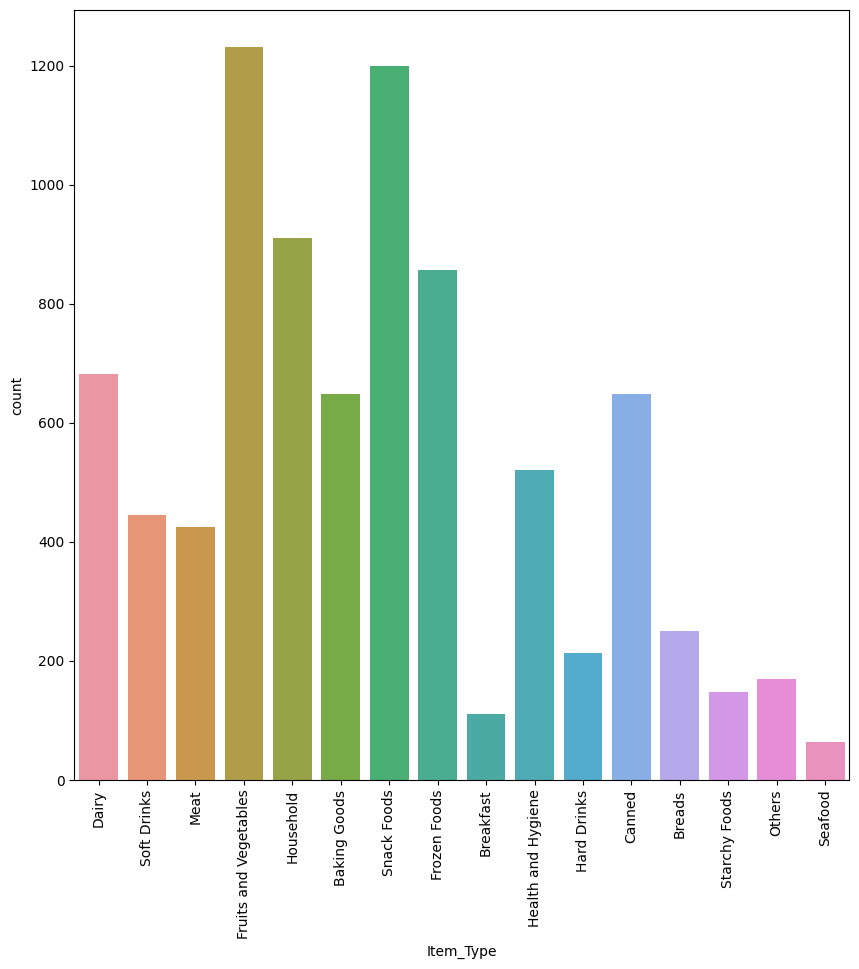 1200
1000
800
600
400
200
0
count
Dairy
Soft Drinks
Meat
Fruits and Vegetables
Household
Baking Goods
Snack Foods
Frozen Foods
Breakfast
Health and Hygiene
Hard Drinks
Canned
Breads
Starchy Foods
Others
Seafood
Item_Type